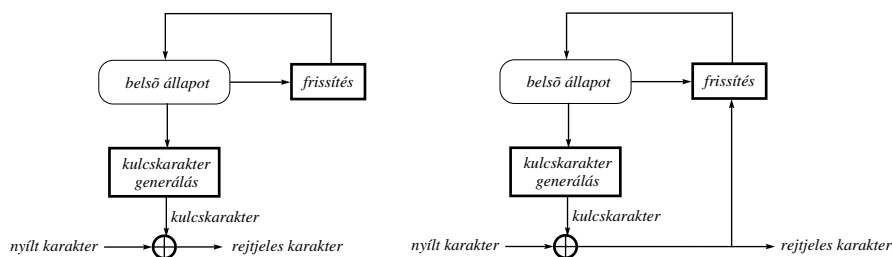 belsõ állapot
frissítés
kulcskarakter
generálás
kulcskarakter
nyílt karakter
rejtjeles karakter
belsõ állapot
frissítés
kulcskarakter
generálás
kulcskarakter
nyílt karakter
rejtjeles karakter